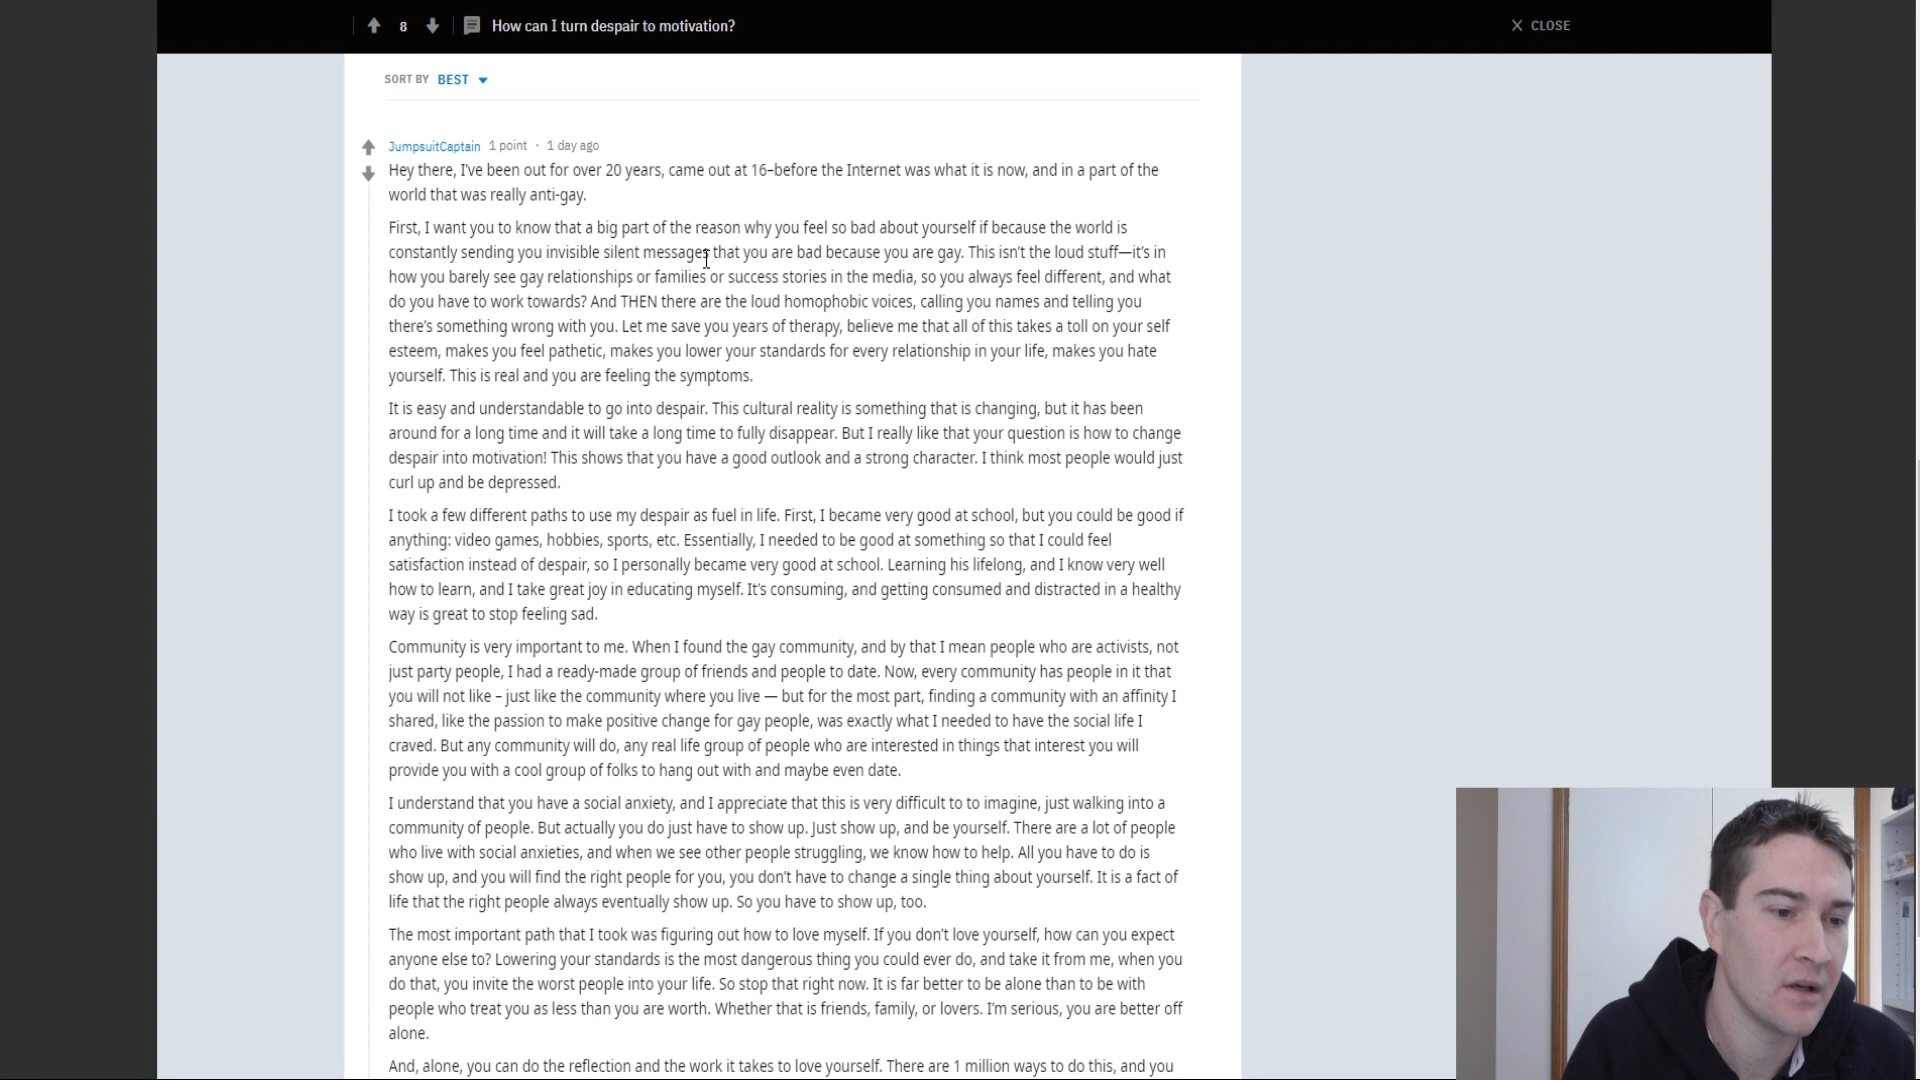 8 How can I turn despair to motivation? CLOSE
SORT BY BEST
JumpsuitCaptain 1 point · 1 day ago
Hey there, I've been out for over 20 years, came out at 16–before the Internet was what it is now, and in a part of the
world that was really anti-gay.
First, I want you to know that a big part of the reason why you feel so bad about yourself if because the world is
constantly sending you invisible silent messages that you are bad because you are gay. This isn't the loud stuff—it's in
how you barely see gay relationships or families or success stories in the media, so you always feel different, and what
do you have to work towards? And THEN there are the loud homophobic voices, calling you names and telling you
there's something wrong with you. Let me save you years of therapy, believe me that all of this takes a toll on your self
esteem, makes you feel pathetic, makes you lower your standards for every relationship in your life, makes you hate
yourself. This is real and you are feeling the symptoms.
It is easy and understandable to go into despair. This cultural reality is something that is changing, but it has been
around for a long time and it will take a long time to fully disappear. But I really like that your question is how to change
despair into motivation! This shows that you have a good outlook and a strong character. I think most people would just
curl up and be depressed.
I took a few different paths to use my despair as fuel in life. First, I became very good at school, but you could be good if
anything: video games, hobbies, sports, etc. Essentially, I needed to be good at something so that I could feel
satisfaction instead of despair, so I personally became very good at school. Learning his lifelong, and I know very well
how to learn, and I take great joy in educating myself. It's consuming, and getting consumed and distracted in a healthy
way is great to stop feeling sad.
Community is very important to me. When I found the gay community, and by that I mean people who are activists, not
just party people, I had a ready-made group of friends and people to date. Now, every community has people in it that
you will not like – just like the community where you live — but for the most part, finding a community with an affinity I
shared, like the passion to make positive change for gay people, was exactly what I needed to have the social life I
craved. But any community will do, any real life group of people who are interested in things that interest you will
provide you with a cool group of folks to hang out with and maybe even date.
I understand that you have a social anxiety, and I appreciate that this is very difficult to to imagine, just walking into a
community of people. But actually you do just have to show up. Just show up, and be yourself. There are a lot of people
who live with social anxieties, and when we see other people struggling, we know how to help. All you have to do is
show up, and you will find the right people for you, you don't have to change a single thing about yourself. It is a fact of
life that the right people always eventually show up. So you have to show up, too.
The most important path that I took was figuring out how to love myself. If you don't love yourself, how can you expect
anyone else to? Lowering your standards is the most dangerous thing you could ever do, and take it from me, when you
do that, you invite the worst people into your life. So stop that right now. It is far better to be alone than to be with
people who treat you as less than you are worth. Whether that is friends, family, or lovers. I'm serious, you are better off
alone.
And, alone, you can do the reflection and the work it takes to love yourself. There are 1 million ways to do this, and you